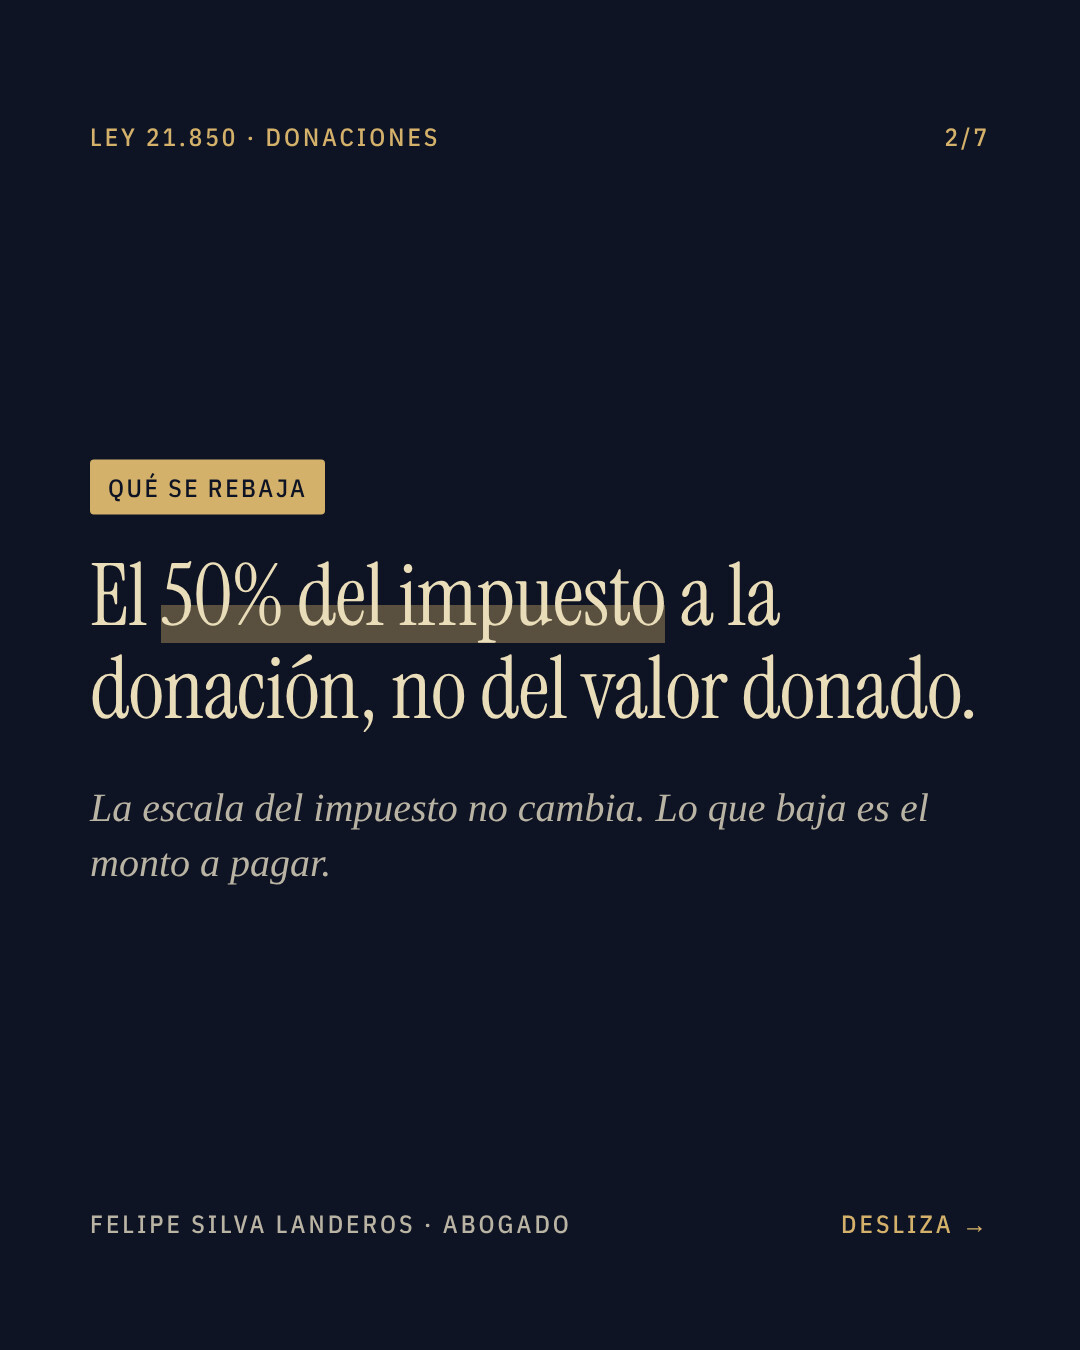 LEY 21.850 · DONACIONES
2/7
QUÉ SE REBAJA
El 50% del impuesto a la
donación, no del valor donado.
La escala del impuesto no cambia. Lo que baja es el
monto a pagar.
FELIPE SILVA LANDEROS · ABOGADO
DESLIZA →